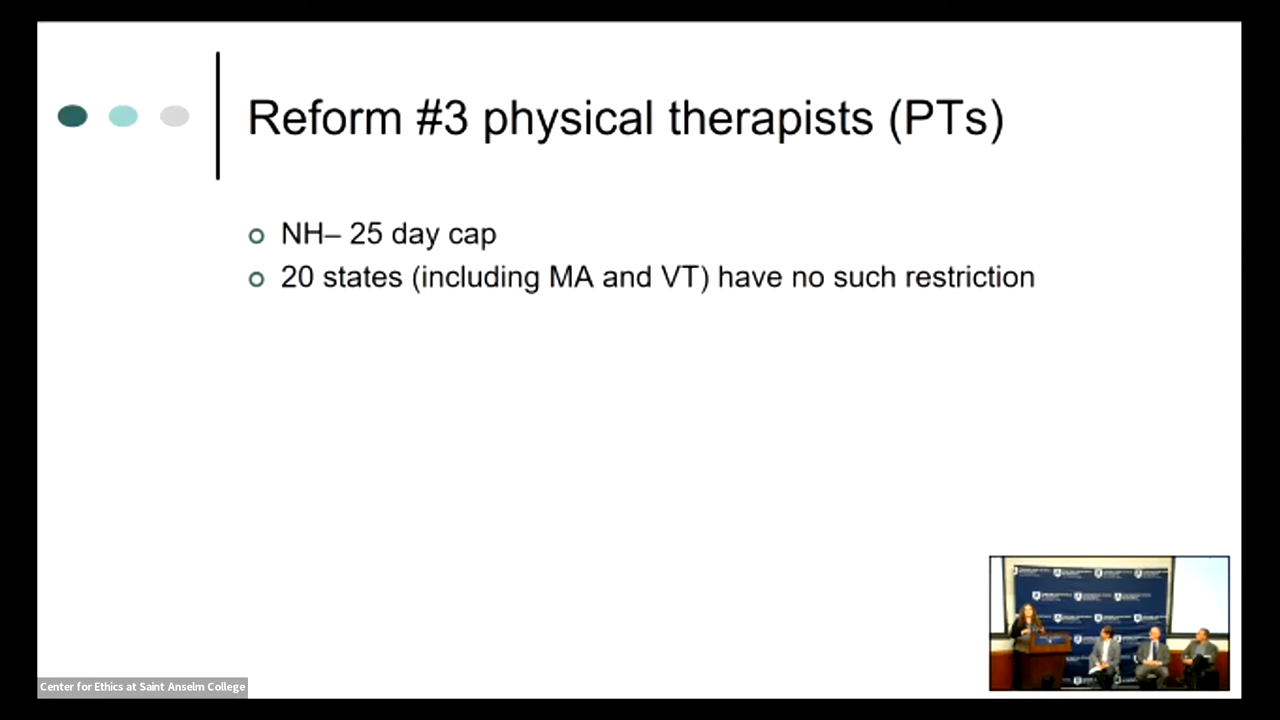 Reform #3 physical therapists (PTs)
NH– 25 day cap
20 states (including MA and VT) have no such restriction
Center for Ethics at Saint Anselm College